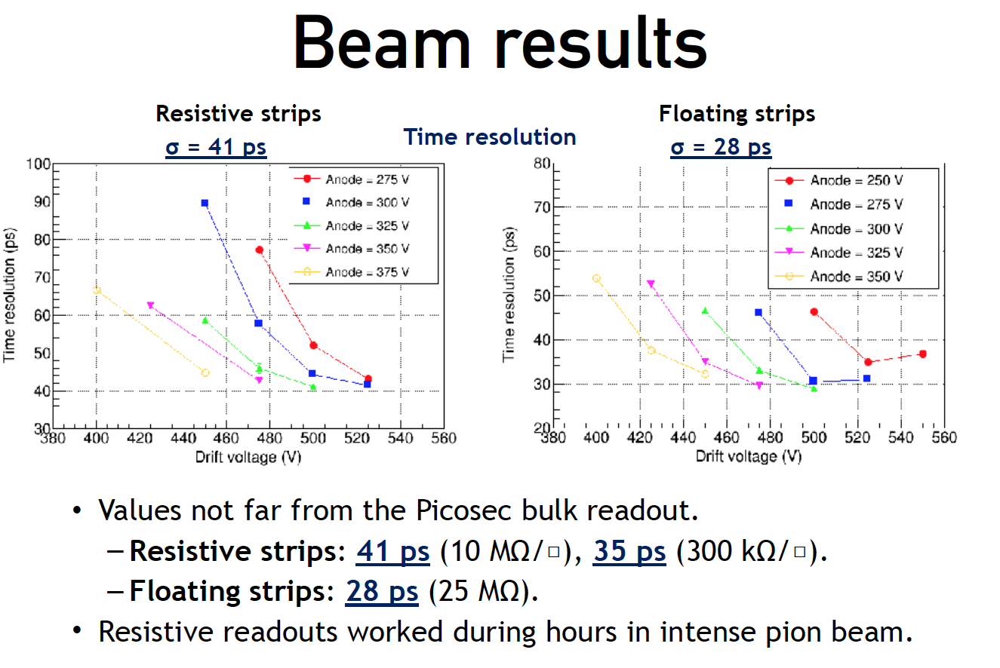 Beam results
Resistive strips
σ = 41 ps
Time resolution
Floating strips
σ = 28 ps
Time resolution (ps)
100
90
80
70
60
50
40
30
380 400 420 440 460 480 500 520 540 560
Drift voltage (V)
Anode = 275 V
Anode = 300 V
Anode = 325 V
Anode = 350 V
Anode = 375 V
Time resolution (ps)
80
70
60
50
40
30
20
380 400 420 440 460 480 500 520 540 560
Drift voltage (V)
Anode = 250 V
Anode = 275 V
Anode = 300 V
Anode = 325 V
Anode = 350 V
• Values not far from the Picosec bulk readout.
– Resistive strips: 41 ps (10 MΩ/□), 35 ps (300 kΩ/□).
– Floating strips: 28 ps (25 MΩ).
• Resistive readouts worked during hours in intense pion beam.